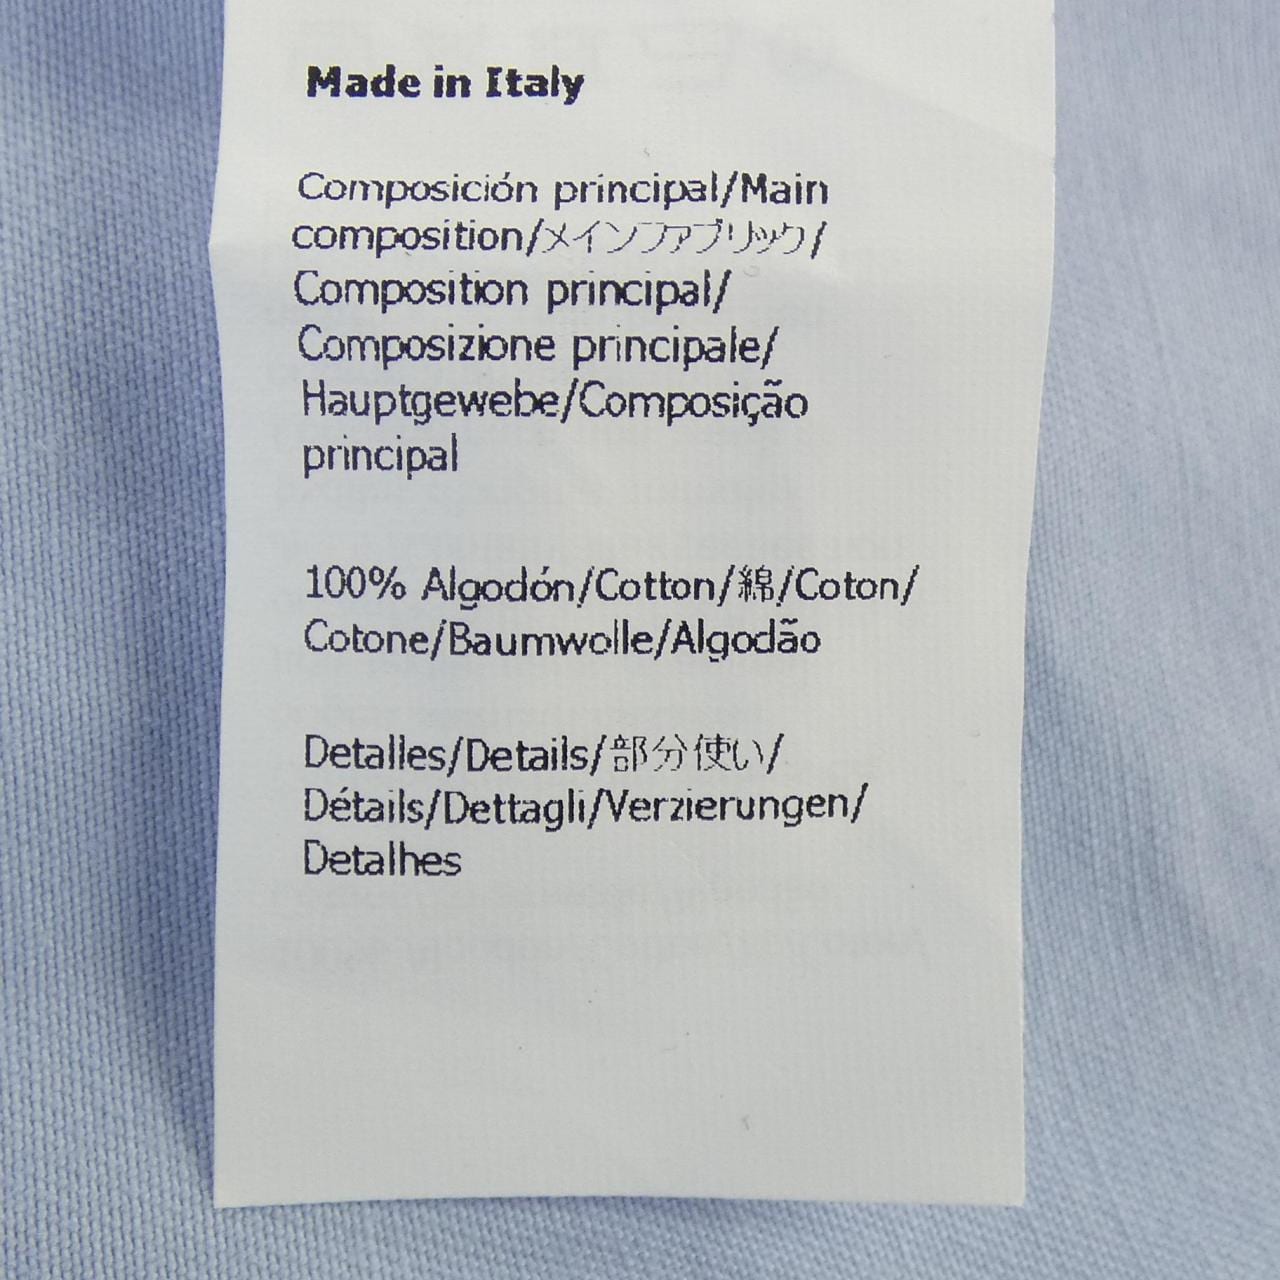 Made in Italy
Composición principal/Main
composition/メインファブリック/
Composition principal/
Composizione principale/
Hauptgewebe/Composição
principal
100% Algodón/Cotton/綿/Coton/
Cotone/Baumwolle/Algodão
Detalles/Details/部分使い/
Détails/Dettagli/Verzierungen/
Detalhes